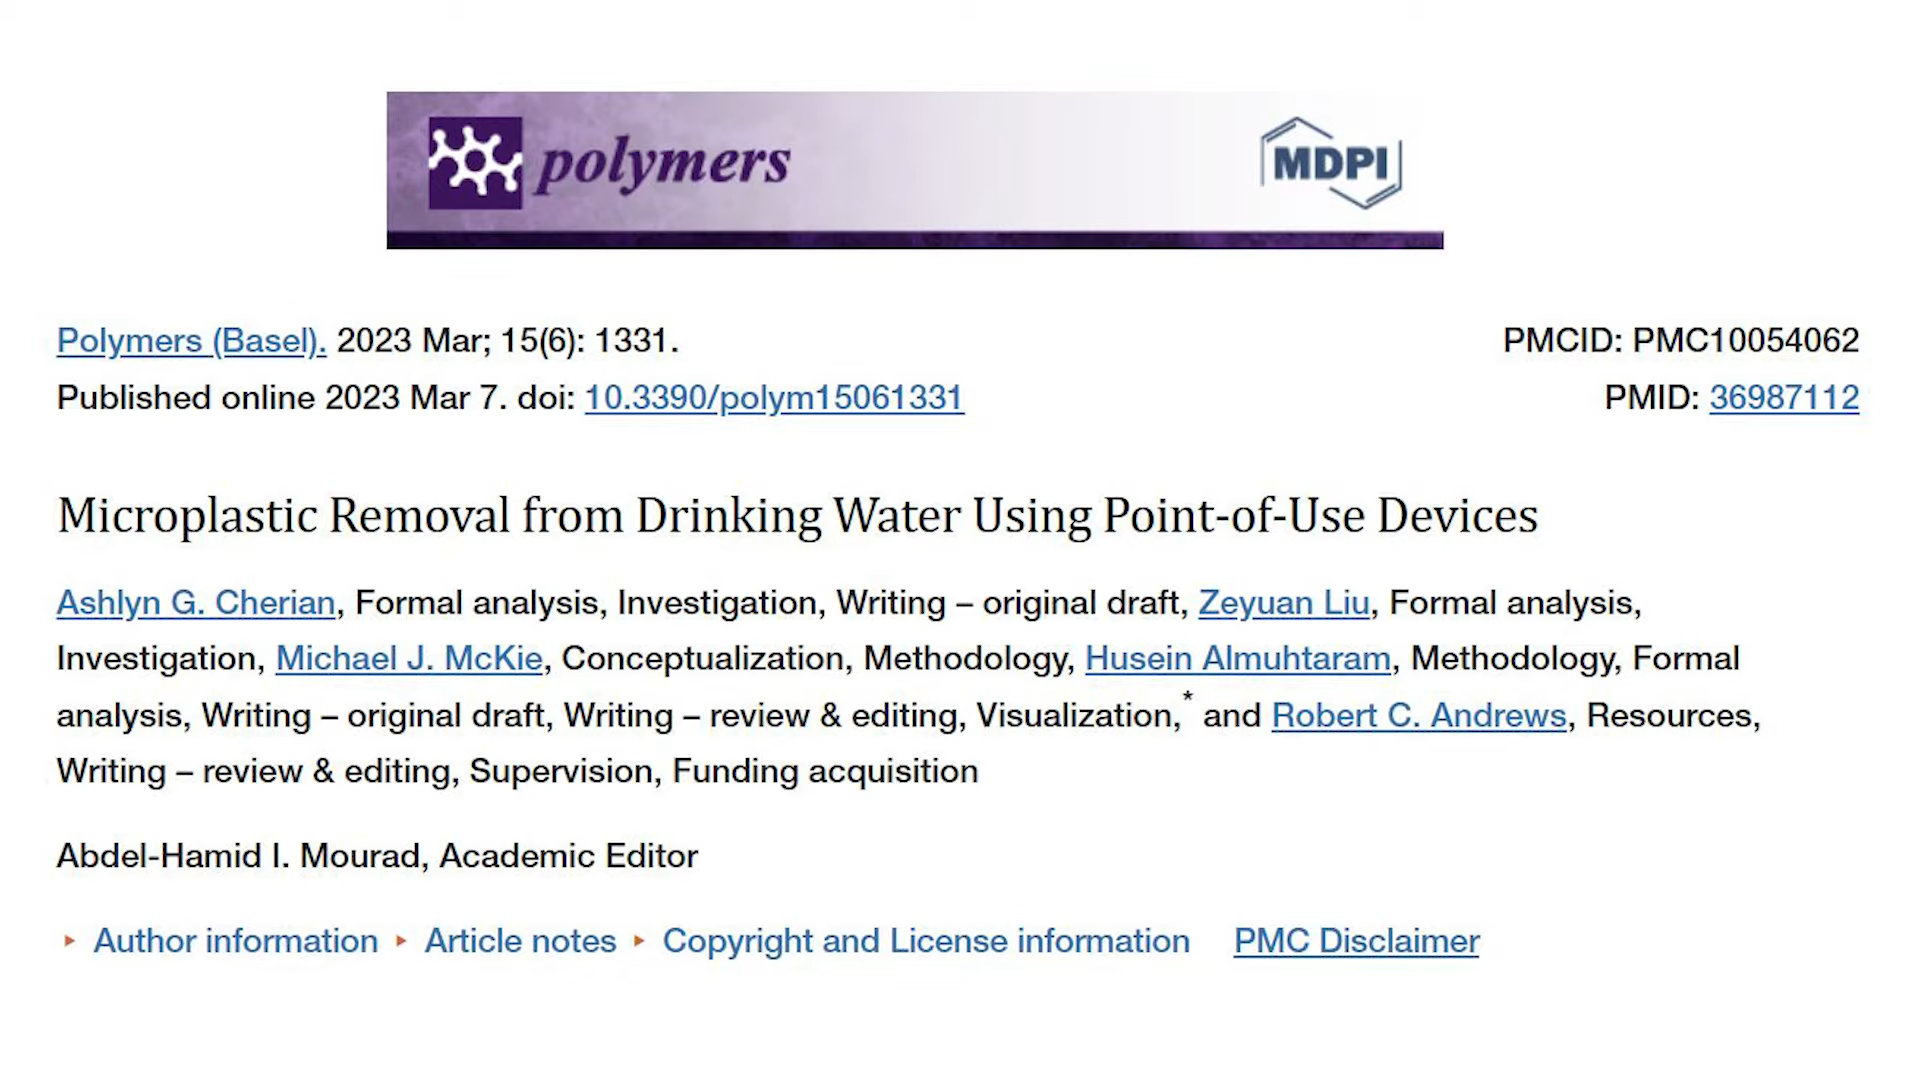 polymers
MDPI
Polymers (Basel). 2023 Mar; 15(6): 1331.
PMCID: PMC10054062
Published online 2023 Mar 7. doi: 10.3390/polym15061331
PMID: 36987112
Microplastic Removal from Drinking Water Using Point-of-Use Devices
Ashlyn G. Cherian, Formal analysis, Investigation, Writing – original draft, Zeyuan Liu, Formal analysis,
Investigation, Michael J. McKie, Conceptualization, Methodology, Husein Almuhtaram, Methodology, Formal
analysis, Writing – original draft, Writing – review & editing, Visualization,* and Robert C. Andrews, Resources,
Writing – review & editing, Supervision, Funding acquisition
Abdel-Hamid I. Mourad, Academic Editor
▸ Author information ▸ Article notes ▸ Copyright and License information PMC Disclaimer